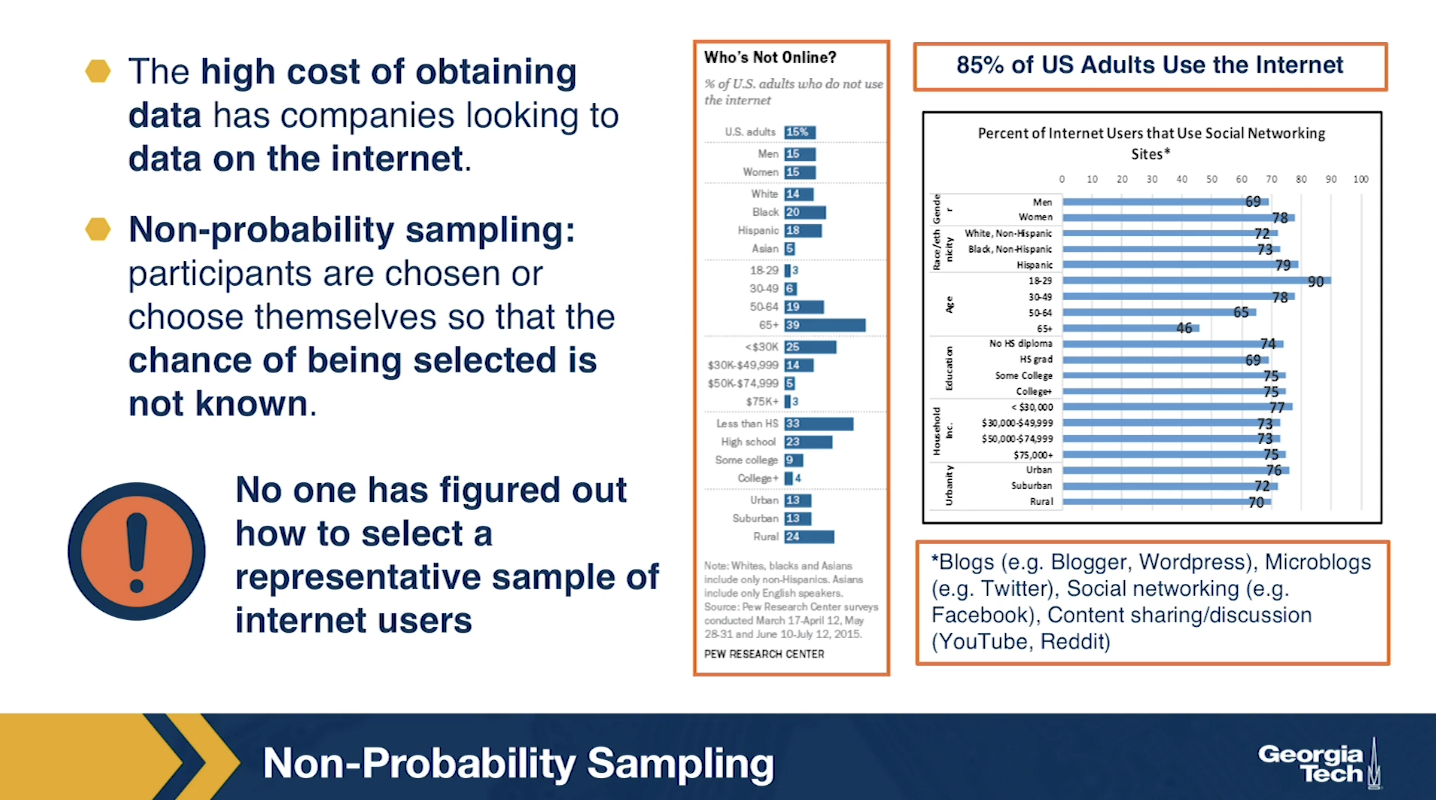 The high cost of obtaining
data has companies looking to
data on the internet.
Non-probability sampling:
participants are chosen or
choose themselves so that the
chance of being selected is
not known.
No one has figured out
how to select a
representative sample of
internet users
Who's Not Online?
% of U.S. adults who do not use
the internet
U.S. adults 15%
Men 15
Women 15
White 14
Black 20
Hispanic 18
Asian 5
18-29 3
30-49 6
50-64 19
65+ 39
<$30K 25
$30K-$49,999 14
$50K-$74,999 5
$75K+ 3
Less than HS 33
High school 23
Some college 9
College+ 4
Urban 13
Suburban 13
Rural 24
Note: Whites, blacks and Asians
include only non-Hispanics. Asians
include only English speakers.
Source: Pew Research Center surveys
conducted March 17-April 12, May
28-31 and June 10-July 12, 2015.
PEW RESEARCH CENTER
85% of US Adults Use the Internet
Percent of Internet Users that Use Social Networking
Sites*
0 10 20 30 40 50 60 70 80 90 100
Gende
r
Men 69
Women 78
Race/eth
nicity
White, Non-Hispanic 72
Black, Non-Hispanic 73
Hispanic 79
Age
18-29 90
30-49 78
50-64 65
65+ 46
Education
No HS diploma 74
HS grad 69
Some College 75
College+ 75
Household
Inc.
< $30,000 77
$30,000-$49,999 73
$50,000-$74,999 73
$75,000+ 75
Urbanity
Urban 76
Suburban 72
Rural 70
*Blogs (e.g. Blogger, Wordpress), Microblogs
(e.g. Twitter), Social networking (e.g.
Facebook), Content sharing/discussion
(YouTube, Reddit)
Non-Probability Sampling
Georgia
Tech